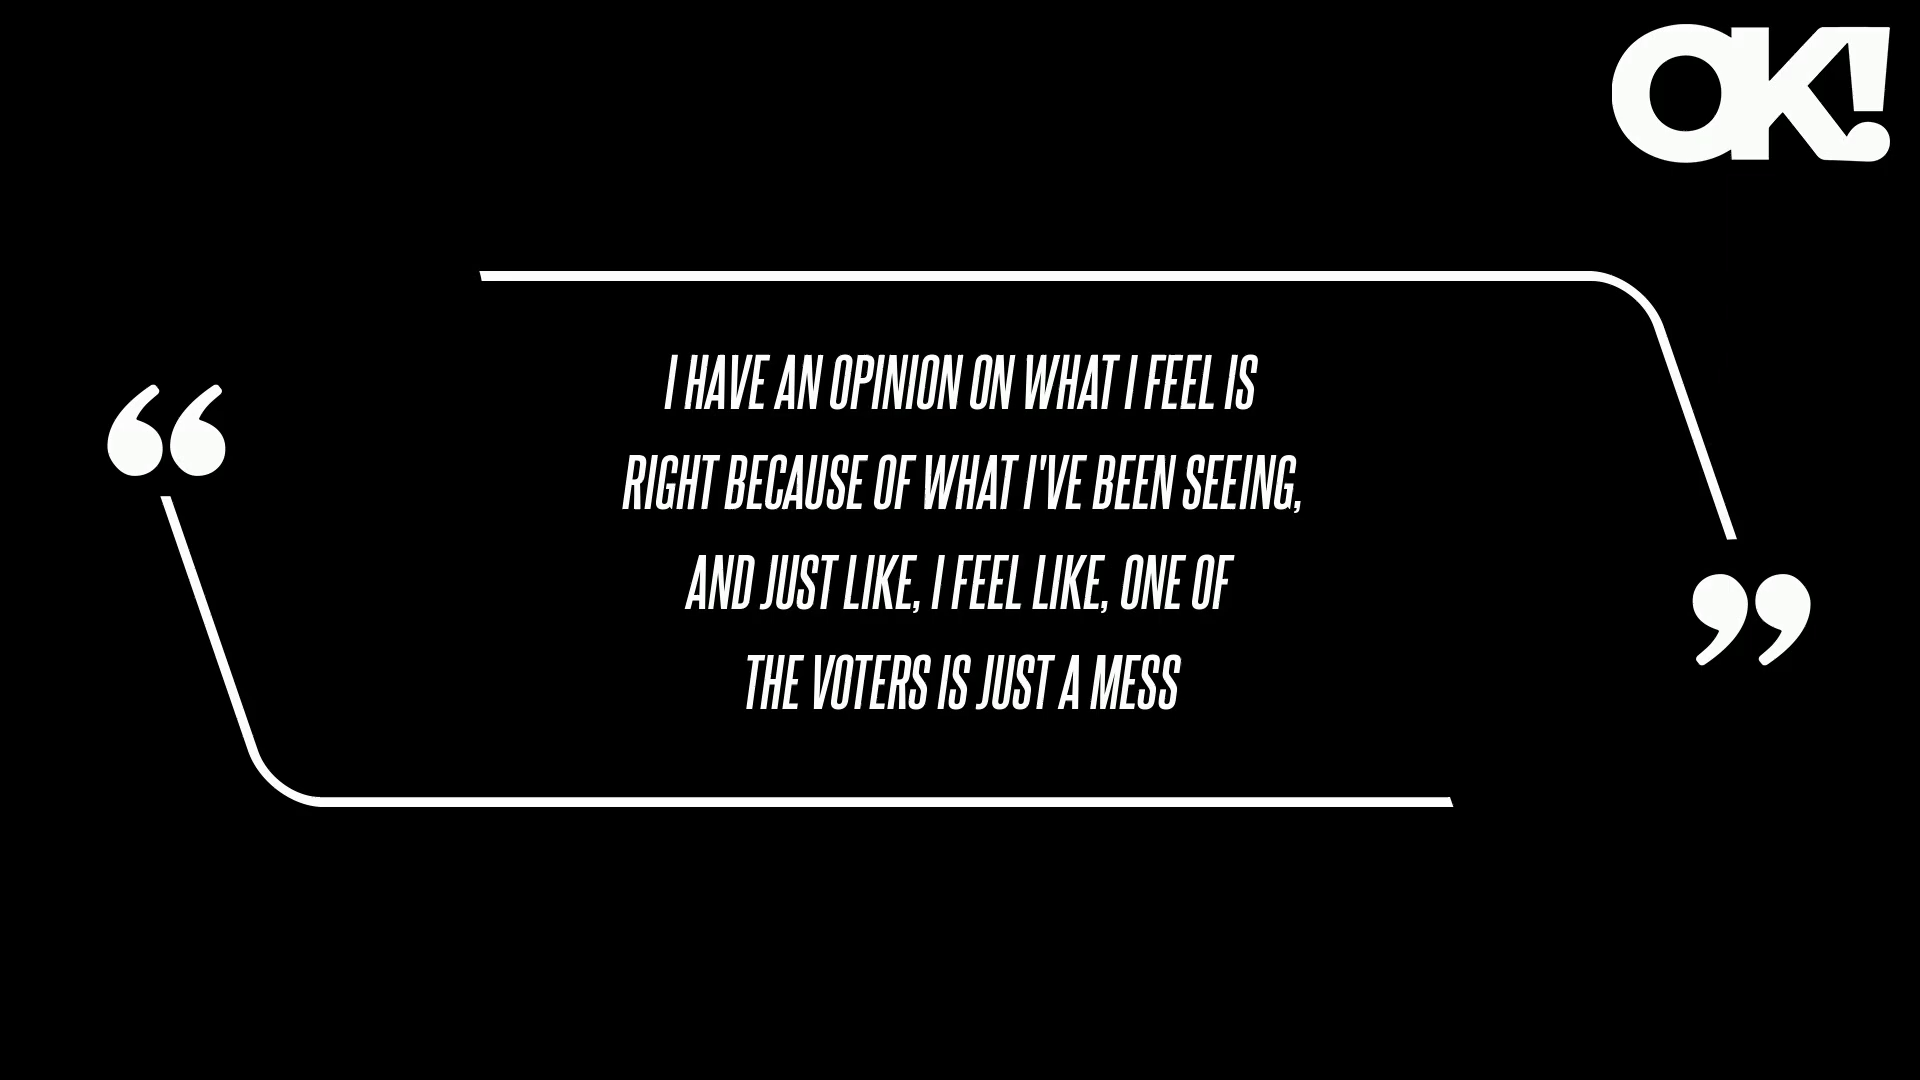 OK!
“
I HAVE AN OPINION ON WHAT I FEEL IS
RIGHT BECAUSE OF WHAT I'VE BEEN SEEING,
AND JUST LIKE, I FEEL LIKE, ONE OF
THE VOTERS IS JUST A MESS
”